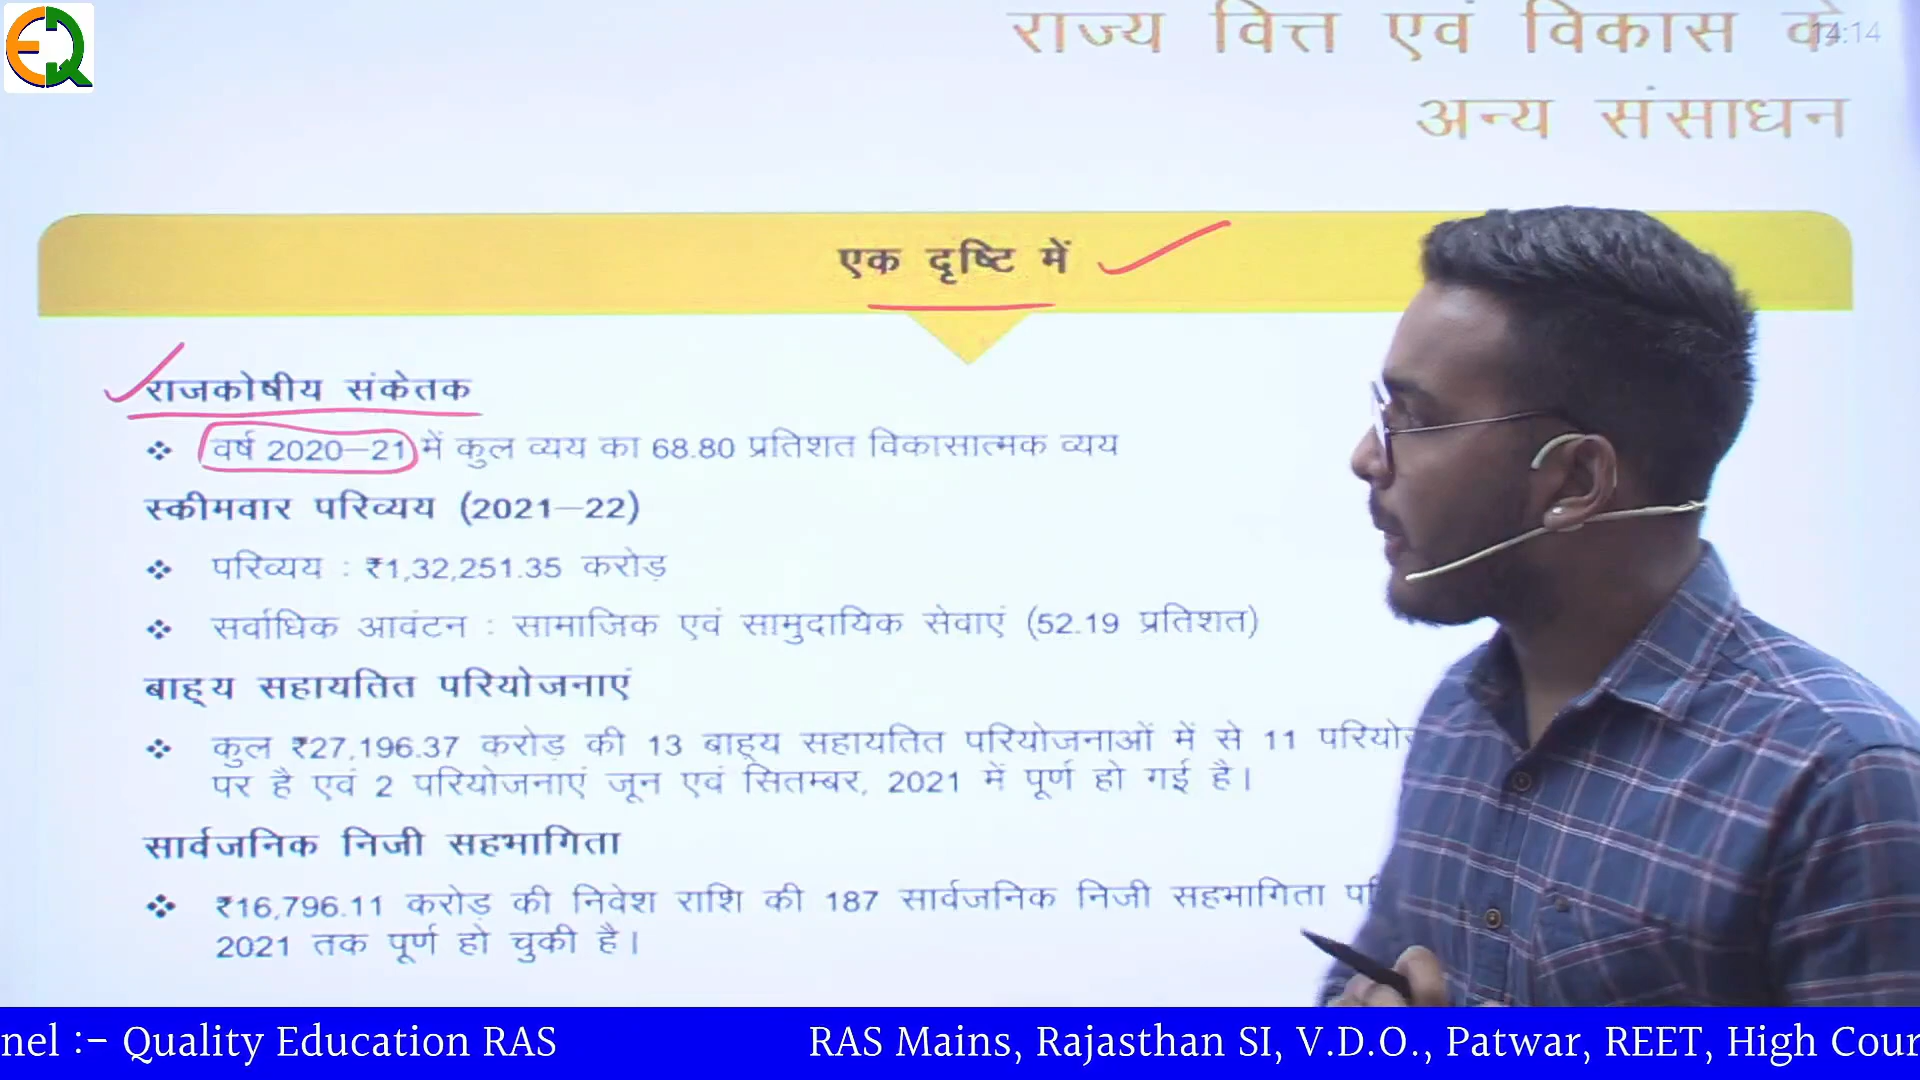 EQ
राज्य वित्त एवं विकास के
14:14
अन्य संसाधन
एक दृष्टि में
राजकोषीय संकेतक
वर्ष 2020–21 में कुल व्यय का 68.80 प्रतिशत विकासात्मक व्यय
स्कीमवार परिव्यय (2021–22)
परिव्यय : ₹1,32,251.35 करोड़
सर्वाधिक आवंटन : सामाजिक एवं सामुदायिक सेवाएं (52.19 प्रतिशत)
बाह्य सहायतित परियोजनाएं
कुल ₹27,196.37 करोड़ की 13 बाह्य सहायतित परियोजनाओं में से 11
पर है एवं 2 परियोजनाएं जून एवं सितम्बर, 2021 में पूर्ण हो गई है।
सार्वजनिक निजी सहभागिता
₹16,796.11 करोड़ की निवेश राशि की 187 सार्वजनिक निजी सहभागिता
2021 तक पूर्ण हो चुकी है।
nel :- Quality Education RAS RAS Mains, Rajasthan SI, V.D.O., Patwar, REET, High Cour